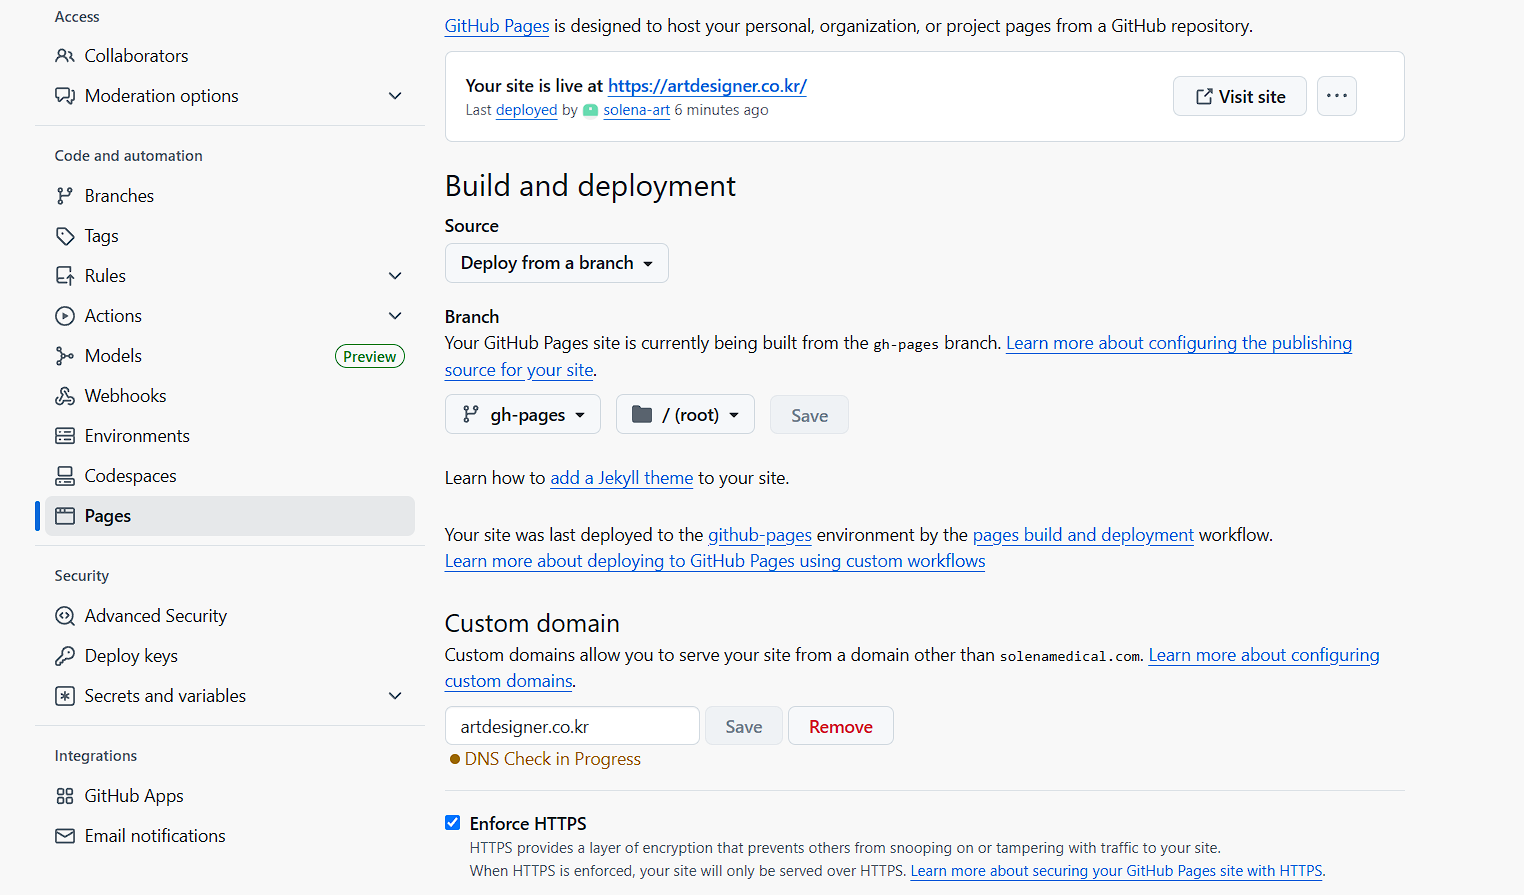 Access
Collaborators
Moderation options
Code and automation
Branches
Tags
Rules
Actions
Models Preview
Webhooks
Environments
Codespaces
Pages
Security
Advanced Security
Deploy keys
Secrets and variables
Integrations
GitHub Apps
Email notifications
GitHub Pages is designed to host your personal, organization, or project pages from a GitHub repository.
Your site is live at https://artdesigner.co.kr/
Last deployed by solena-art 6 minutes ago
Visit site
Build and deployment
Source
Deploy from a branch
Branch
Your GitHub Pages site is currently being built from the gh-pages branch. Learn more about configuring the publishing
source for your site.
gh-pages / (root) Save
Learn how to add a Jekyll theme to your site.
Your site was last deployed to the github-pages environment by the pages build and deployment workflow.
Learn more about deploying to GitHub Pages using custom workflows
Custom domain
Custom domains allow you to serve your site from a domain other than solenamedical.com. Learn more about configuring
custom domains.
artdesigner.co.kr Save Remove
DNS Check in Progress
Enforce HTTPS
HTTPS provides a layer of encryption that prevents others from snooping on or tampering with traffic to your site.
When HTTPS is enforced, your site will only be served over HTTPS. Learn more about securing your GitHub Pages site with HTTPS.